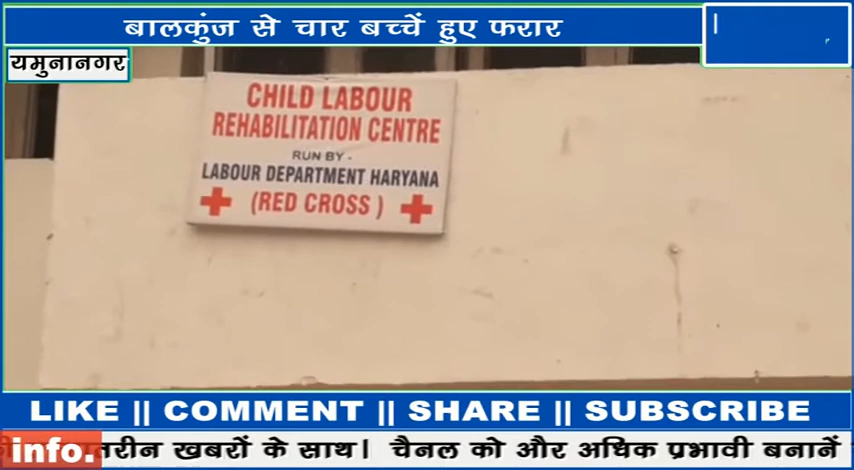 बालकुंज से चार बच्चें हुए फरार
यमुनानगर
CHILD LABOUR
REHABILITATION CENTRE
RUN BY -
LABOUR DEPARTMENT HARYANA
(RED CROSS)
LIKE || COMMENT || SHARE || SUBSCRIBE
info. खबरों के साथ। चैनल को और अधिक प्रभावी बनानें